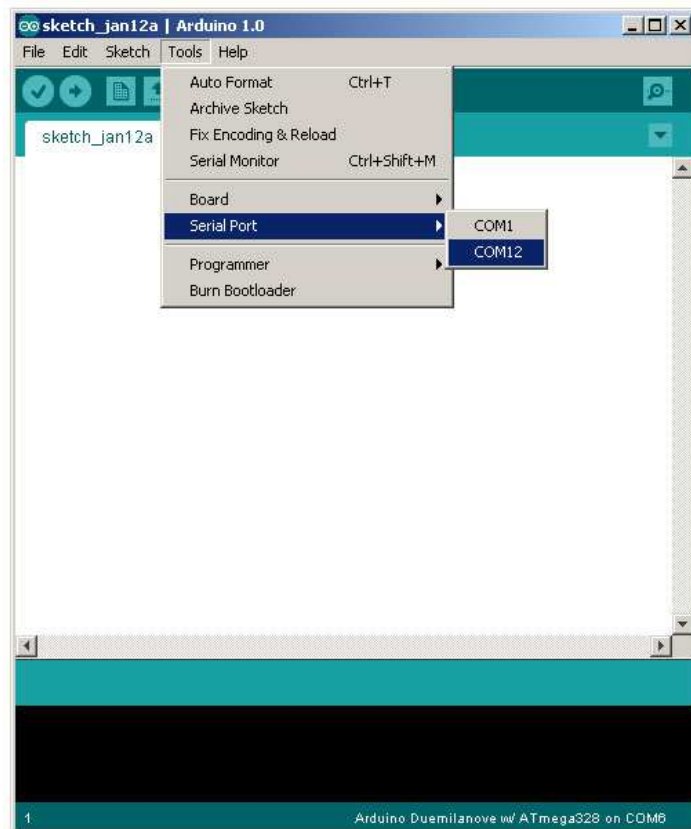 sketch_jan12a | Arduino 1.0
File Edit Sketch Tools Help
sketch_jan12a
Auto Format Ctrl+T
Archive Sketch
Fix Encoding & Reload
Serial Monitor Ctrl+Shift+M
Board
Serial Port
COM1
COM12
Programmer
Burn Bootloader
1 Arduino Duemilanove w/ ATmega328 on COM6